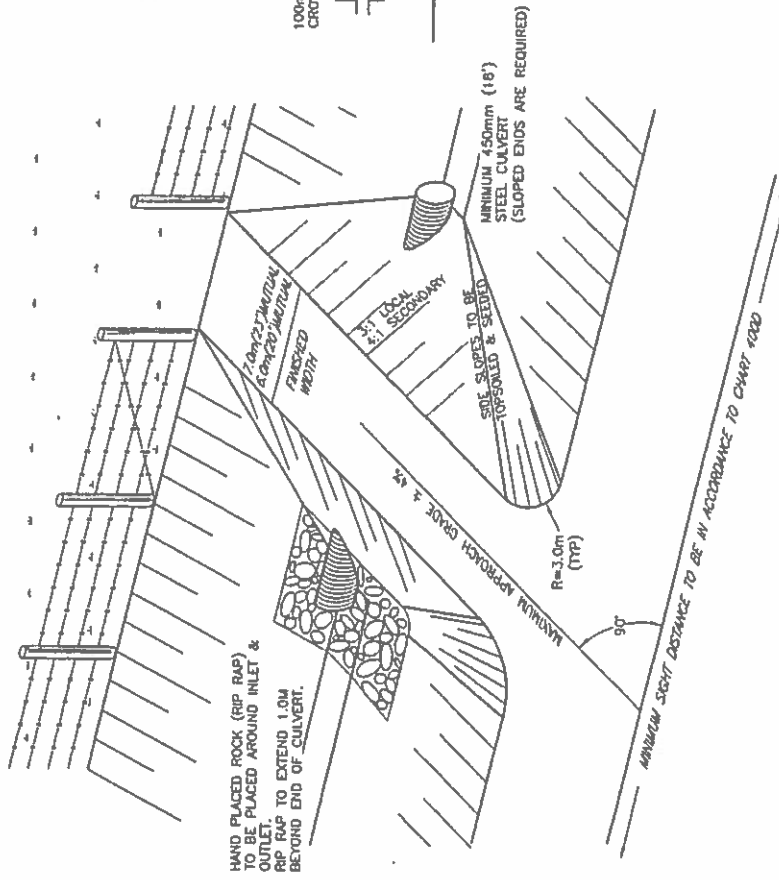 100m
CRO
MINIMUM 450mm (18')
STEEL CULVERT
(SLOPED ENDS ARE REQUIRED)
7.0m(23')MUTUAL
6.0m(20')MUTUAL
FINISHED
WIDTH
3:1 LOCAL
4:1 SECONDARY
SIDE SLOPES TO BE
TOPSOILED & SEEDED
MAXIMUM APPROACH GRADE ± 4%
R=3.0m
(TYP)
90°
HAND PLACED ROCK (RIP RAP)
TO BE PLACED AROUND INLET &
OUTLET.
RIP RAP TO EXTEND 1.0M
BEYOND END OF CULVERT.
MINIMUM SIGHT DISTANCE TO BE IN ACCORDANCE TO CHART 400D